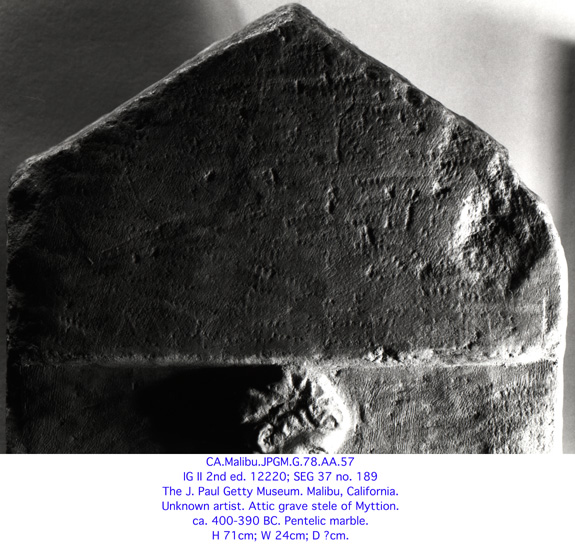 CA.Malibu.JPGM.G.78.AA.57
IG II 2nd ed. 12220; SEG 37 no. 189
The J. Paul Getty Museum. Malibu, California.
Unknown artist. Attic grave stele of Myttion.
ca. 400-390 BC. Pentelic marble.
H 71cm; W 24cm; D ?cm.